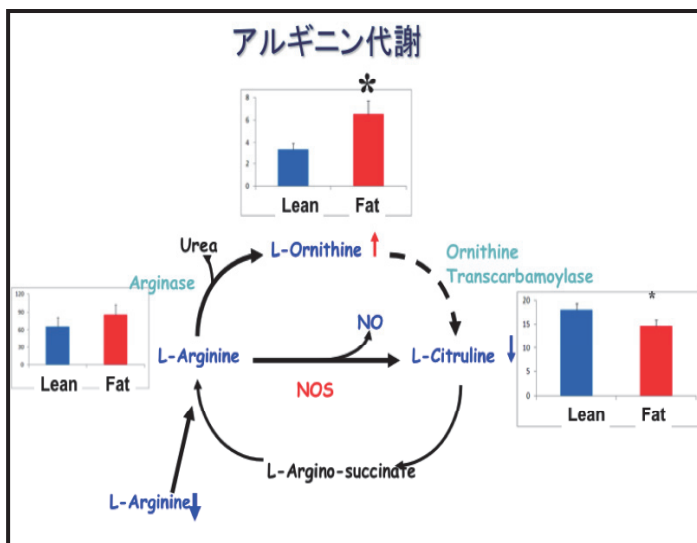 アルギニン代謝
*
8
6
4
2
0
Lean Fat
Urea
L-Ornithine ↑
Ornithine
Transcarbamoylase
Arginase
120
90
60
30
0
Lean Fat
NO
L-Arginine
L-Citruline ↓
NOS
*
20
15
10
5
0
Lean Fat
L-Argino-succinate
L-Arginine↓